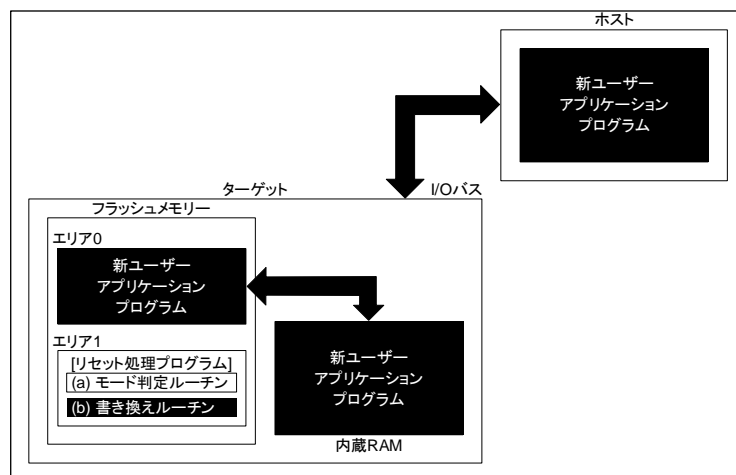 ホスト
新ユーザー
アプリケーション
プログラム
ターゲット
I/Oバス
フラッシュメモリー
エリア0
新ユーザー
アプリケーション
プログラム
エリア1
[リセット処理プログラム]
(a) モード判定ルーチン
(b) 書き換えルーチン
新ユーザー
アプリケーション
プログラム
内蔵RAM